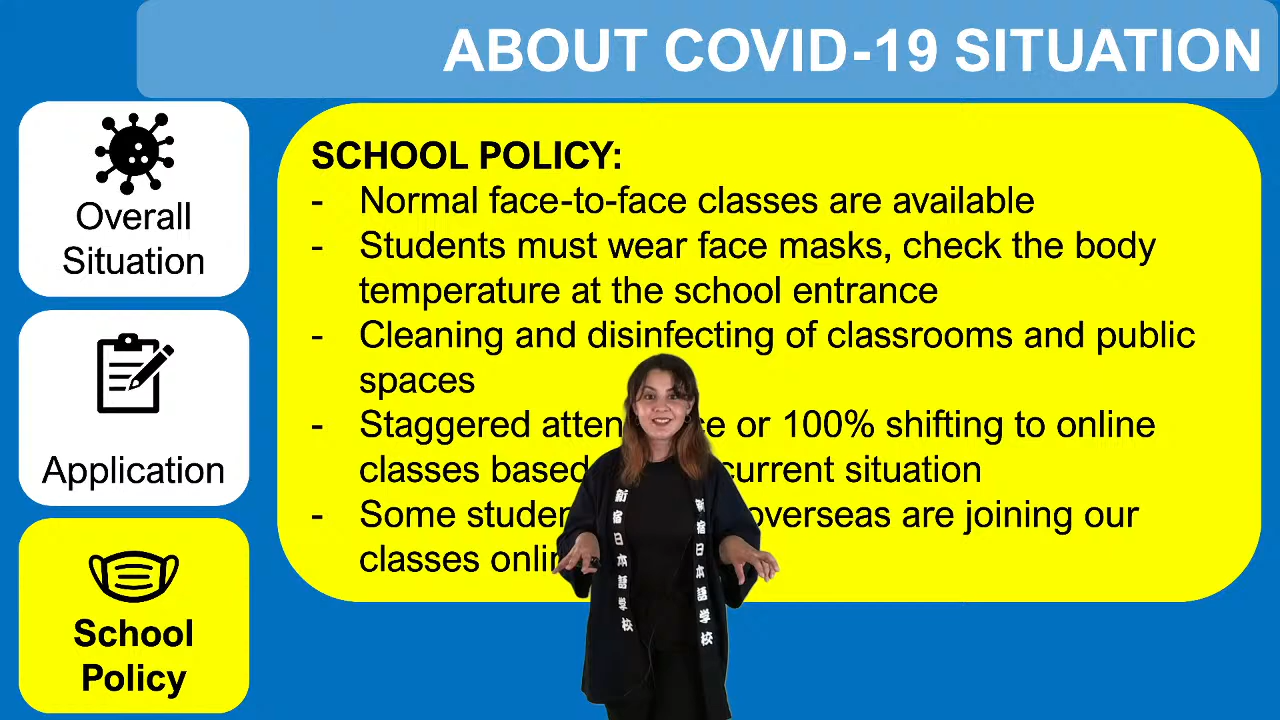 ABOUT COVID-19 SITUATION
Overall
Situation
Application
School
Policy
SCHOOL POLICY:
- Normal face-to-face classes are available
- Students must wear face masks, check the body
temperature at the school entrance
- Cleaning and disinfecting of classrooms and public
spaces
- Staggered or 100% shifting to online
classes based current situation
- Some overseas are joining our
classes
新宿日本語学校
新宿日本語学校